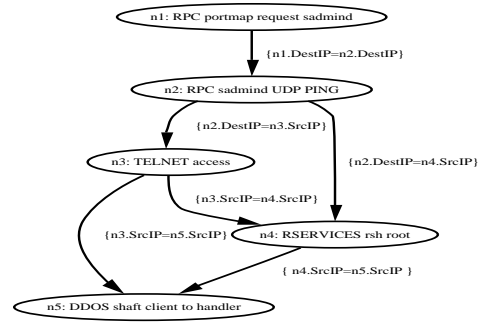 n1: RPC portmap request sadmind
{n1.DestIP=n2.DestIP}
n2: RPC sadmind UDP PING
{n2.DestIP=n3.SrcIP}
n3: TELNET access
{n2.DestIP=n4.SrcIP}
{n3.SrcIP=n4.SrcIP}
{n3.SrcIP=n5.SrcIP}
n4: RSERVICES rsh root
{ n4.SrcIP=n5.SrcIP }
n5: DDOS shaft client to handler